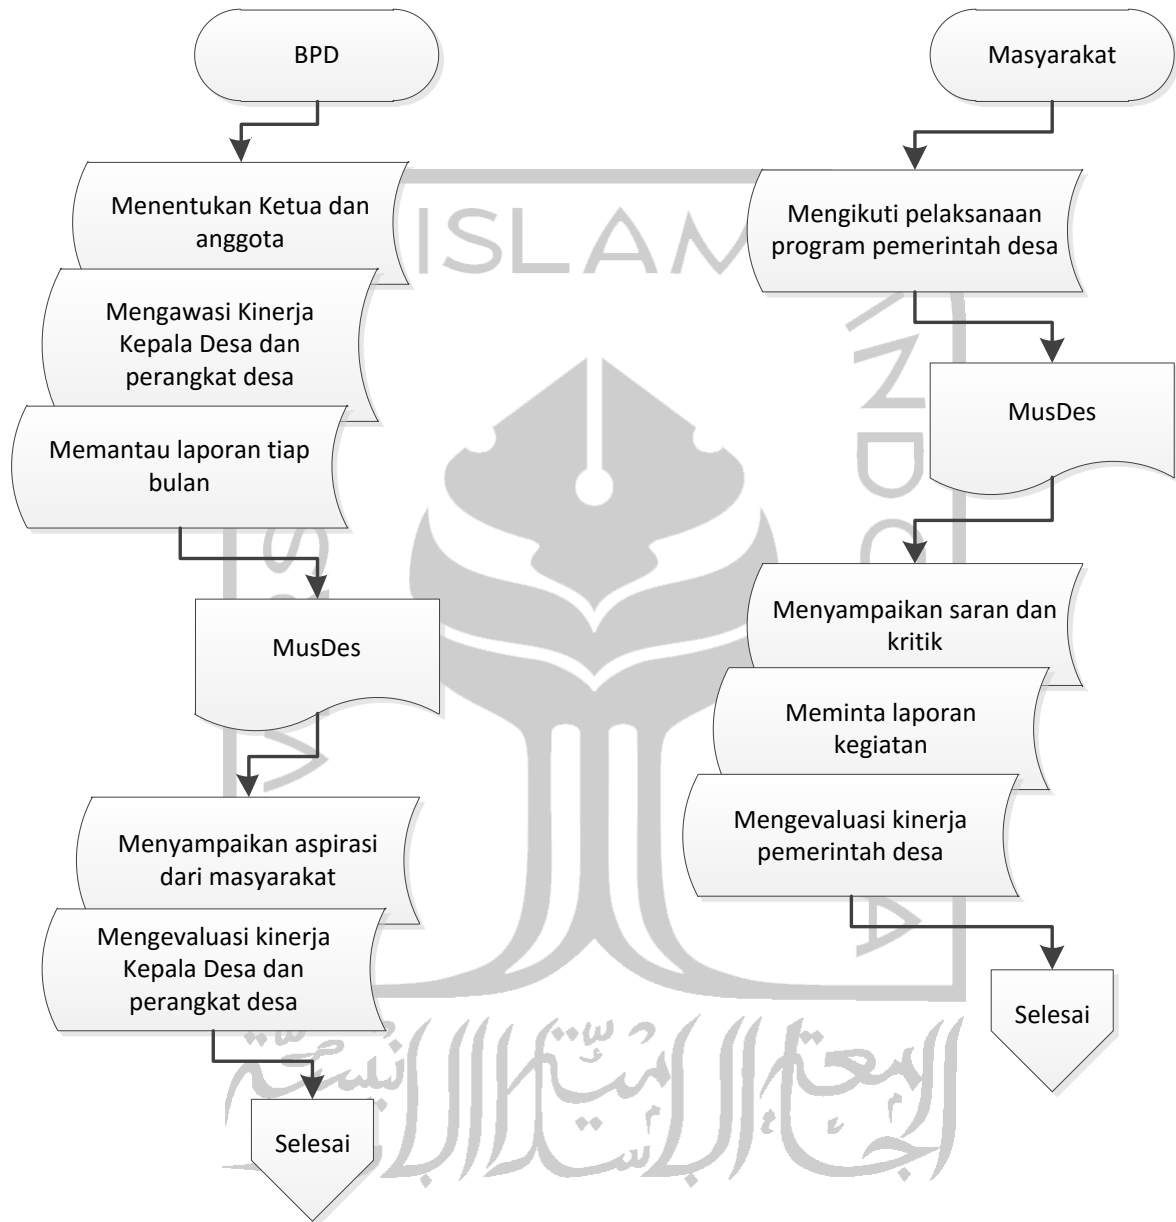 BPD
Menentukan Ketua dan
anggota
Mengawasi Kinerja
Kepala Desa dan
perangkat desa
Memantau laporan tiap
bulan
MusDes
Menyampaikan aspirasi
dari masyarakat
Mengevaluasi kinerja
Kepala Desa dan
perangkat desa
Selesai
Masyarakat
Mengikuti pelaksanaan
program pemerintah desa
MusDes
Menyampaikan saran dan
kritik
Meminta laporan
kegiatan
Mengevaluasi kinerja
pemerintah desa
Selesai
ISLAM